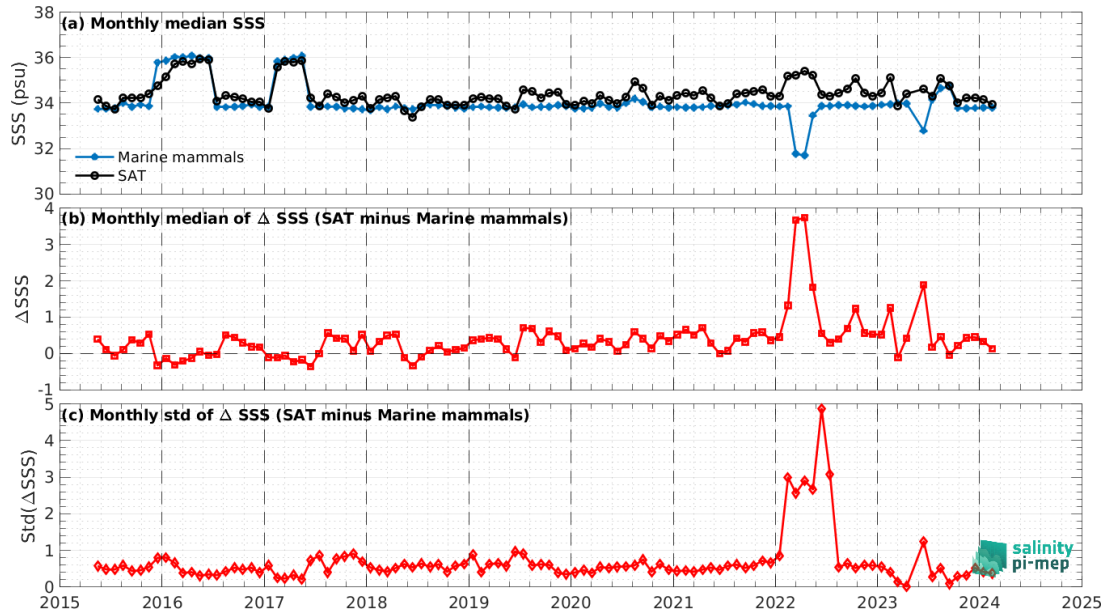 38
36
34
32
30
SSS (psu)
(a) Monthly median SSS
Marine mammals
SAT
4
3
2
1
0
-1
ΔSSS
(b) Monthly median of Δ SSS (SAT minus Marine mammals)
5
4
3
2
1
0
Std(ΔSSS)
(c) Monthly std of Δ SSS (SAT minus Marine mammals)
salinity
pi-mep
2015 2016 2017 2018 2019 2020 2021 2022 2023 2024 2025